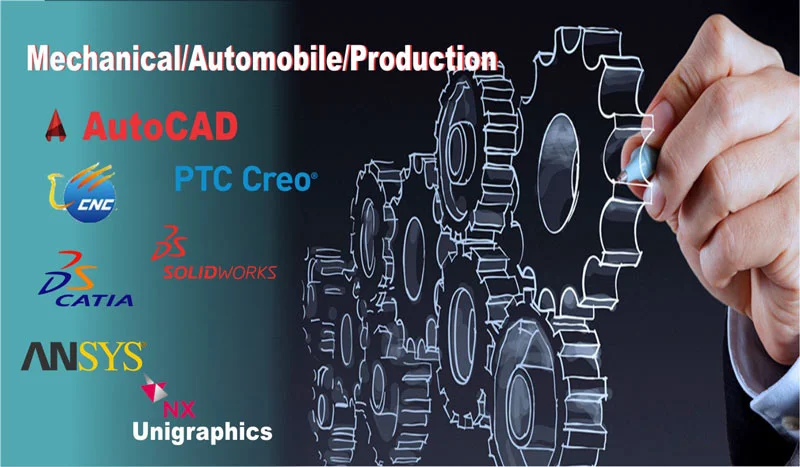 Mechanical/Automobile/Production
AutoCAD
CNC
PTC Creo®
SOLIDWORKS
CATIA
ANSYS®
NX
Unigraphics